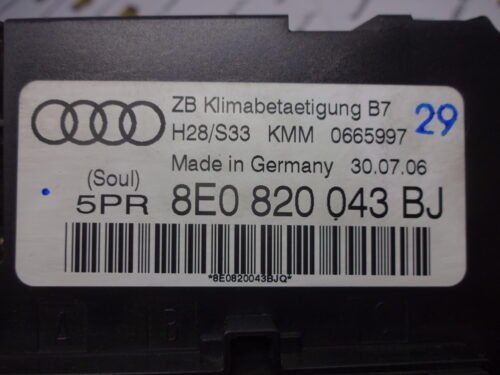 ZB Klimabetaetigung B7
H28/S33 KMM 0665997 29
Made in Germany 30.07.06
(Soul)
5PR 8E0 820 043 BJ
*8E0820043BJQ*
A B C